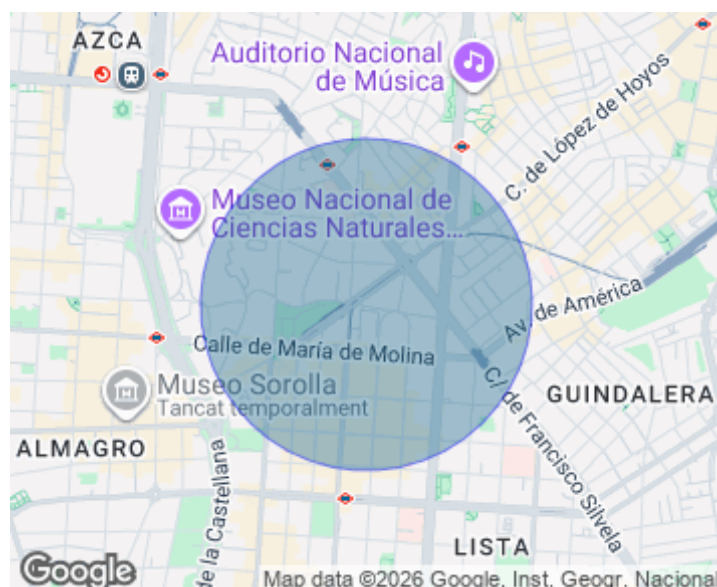 AZCA
Auditorio Nacional
de Música
C. de López de Hoyos
Museo Nacional de
Ciencias Naturales....
Av. de América
Calle de María de Molina
Museo Sorolla
Tancat temporalment
GUINDALERA
ALMAGRO
C/. de Francisco Silvela
de la Castellana
LISTA
Google
Map data ©2026 Google, Inst. Geogr. Nacional